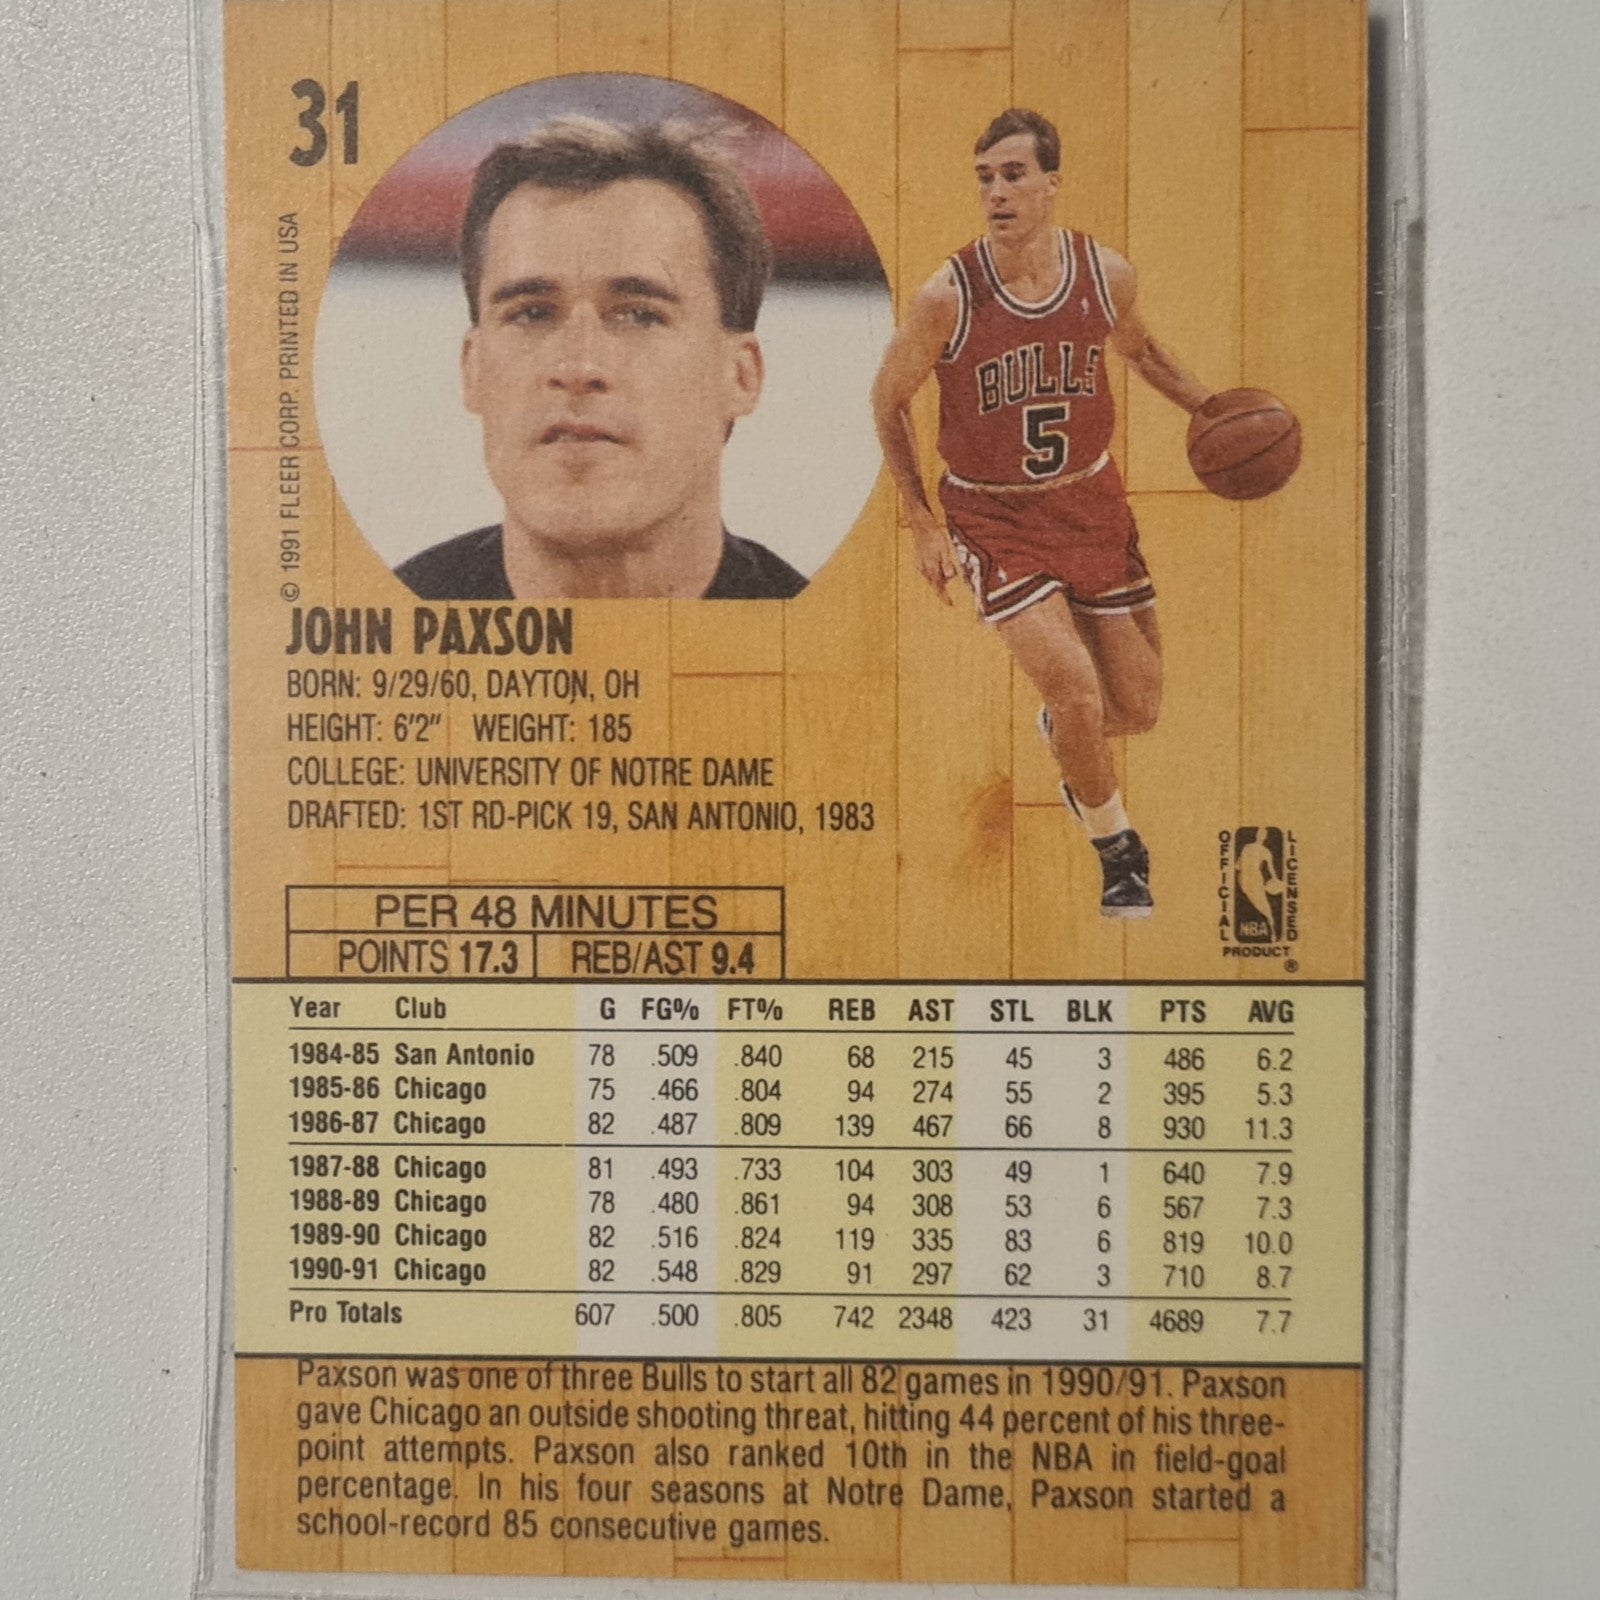 31
© 1991 FLEER CORP. PRINTED IN USA
BULLS
5
JOHN PAXSON
BORN: 9/29/60, DAYTON, OH
HEIGHT: 6'2" WEIGHT: 185
COLLEGE: UNIVERSITY OF NOTRE DAME
DRAFTED: 1ST RD-PICK 19, SAN ANTONIO, 1983
OFFICIAL LICENSED
NBA
PRODUCT ®
PER 48 MINUTES
POINTS 17.3 REB/AST 9.4
Year Club G FG% FT% REB AST STL BLK PTS AVG
1984-85 San Antonio 78 .509 .840 68 215 45 3 486 6.2
1985-86 Chicago 75 .466 .804 94 274 55 2 395 5.3
1986-87 Chicago 82 .487 .809 139 467 66 8 930 11.3
1987-88 Chicago 81 .493 .733 104 303 49 1 640 7.9
1988-89 Chicago 78 .480 .861 94 308 53 6 567 7.3
1989-90 Chicago 82 .516 .824 119 335 83 6 819 10.0
1990-91 Chicago 82 .548 .829 91 297 62 3 710 8.7
Pro Totals 607 .500 .805 742 2348 423 31 4689 7.7
Paxson was one of three Bulls to start all 82 games in 1990/91. Paxson
gave Chicago an outside shooting threat, hitting 44 percent of his three-
point attempts. Paxson also ranked 10th in the NBA in field-goal
percentage. In his four seasons at Notre Dame, Paxson started a
school-record 85 consecutive games.